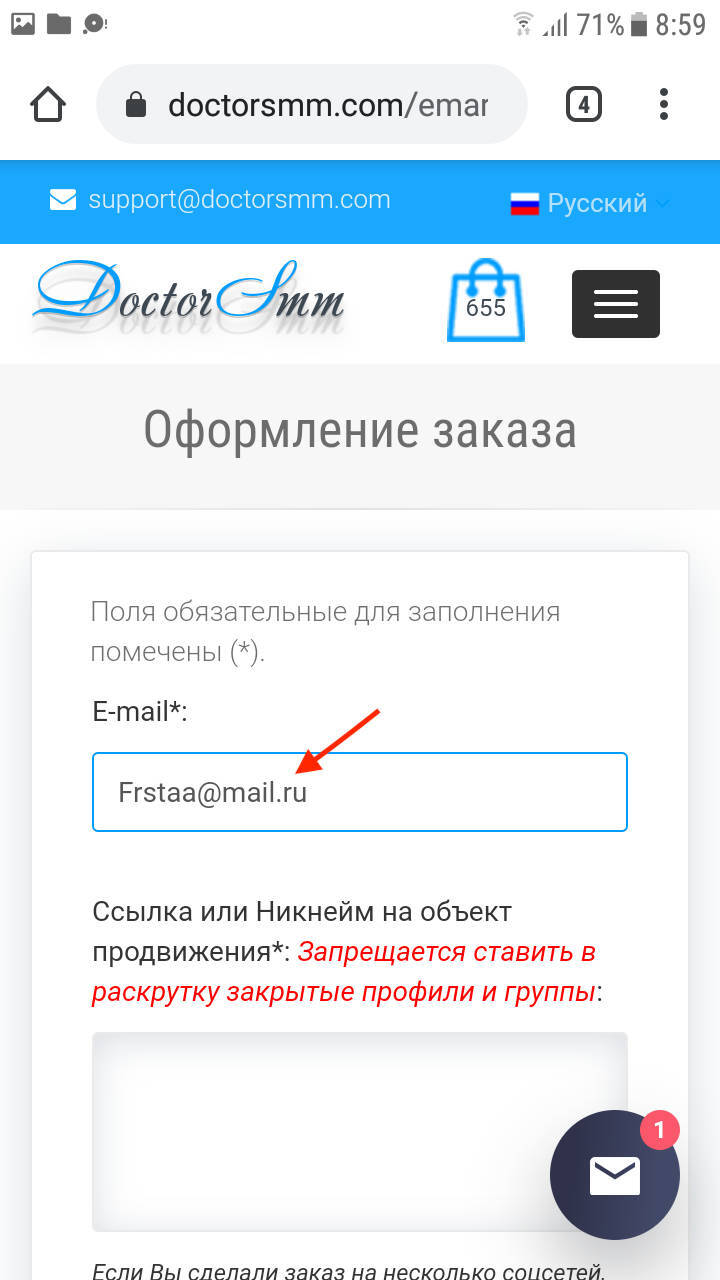 71% 8:59
doctorsmm.com/emar
4
support@doctorsmm.com
Русский
DoctorSmm
655
Оформление заказа
Поля обязательные для заполнения
помечены (*).
E-mail*:
Frstaa@mail.ru
Ссылка или Никнейм на объект
продвижения*: Запрещается ставить в
раскрутку закрытые профили и группы:
1
Если Вы сделали заказ на несколько соцсетей,